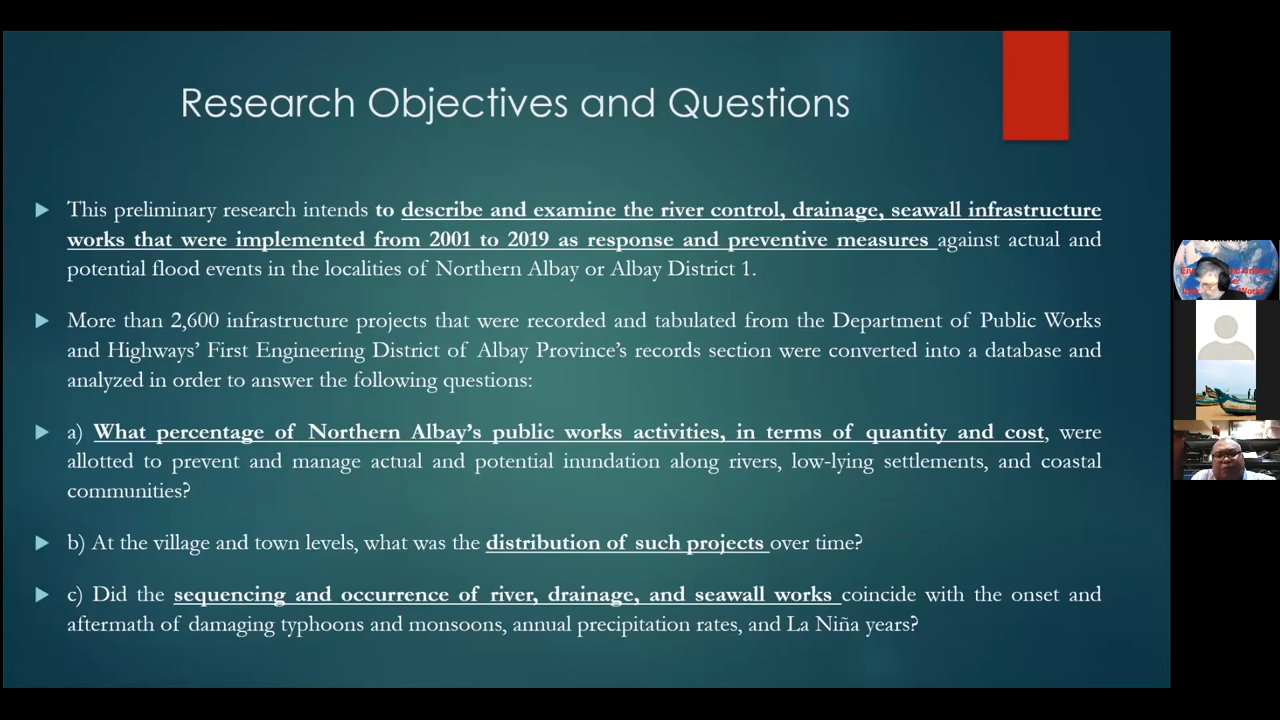 Research Objectives and Questions
This preliminary research intends to describe and examine the river control, drainage, seawall infrastructure
works that were implemented from 2001 to 2019 as response and preventive measures against actual and
potential flood events in the localities of Northern Albay or Albay District 1.
More than 2,600 infrastructure projects that were recorded and tabulated from the Department of Public Works
and Highways’ First Engineering District of Albay Province’s records section were converted into a database and
analyzed in order to answer the following questions:
a) What percentage of Northern Albay’s public works activities, in terms of quantity and cost, were
allotted to prevent and manage actual and potential inundation along rivers, low-lying settlements, and coastal
communities?
b) At the village and town levels, what was the distribution of such projects over time?
c) Did the sequencing and occurrence of river, drainage, and seawall works coincide with the onset and
aftermath of damaging typhoons and monsoons, annual precipitation rates, and La Niña years?